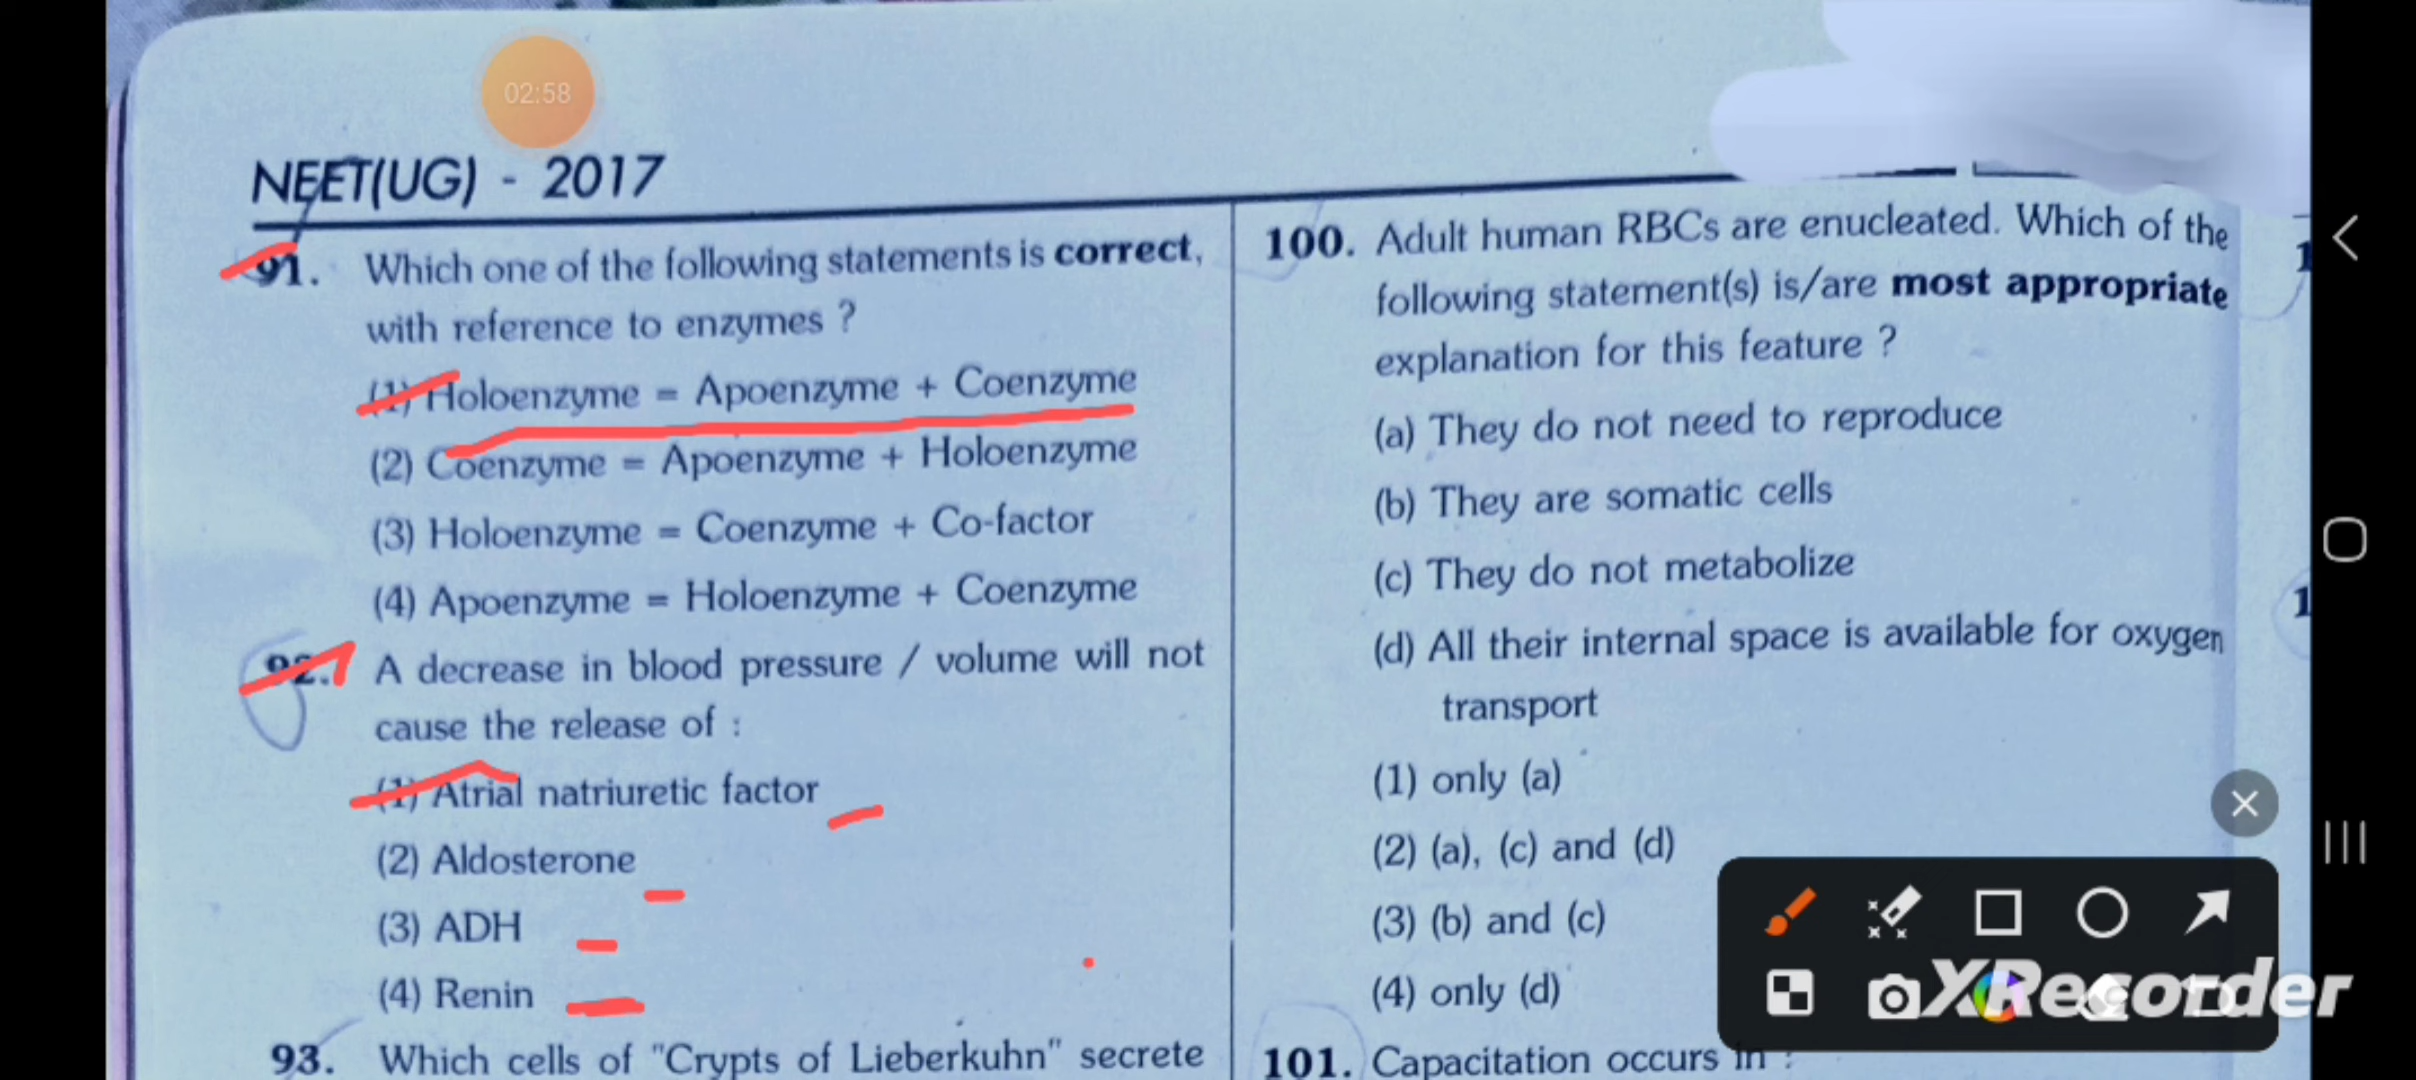 02:58
NEET(UG) - 2017
91. Which one of the following statements is correct,
with reference to enzymes ?
(1) Holoenzyme = Apoenzyme + Coenzyme
(2) Coenzyme = Apoenzyme + Holoenzyme
(3) Holoenzyme = Coenzyme + Co-factor
(4) Apoenzyme = Holoenzyme + Coenzyme
92. A decrease in blood pressure / volume will not
cause the release of :
(1) Atrial natriuretic factor
(2) Aldosterone
(3) ADH
(4) Renin
93. Which cells of "Crypts of Lieberkuhn" secrete
100. Adult human RBCs are enucleated. Which of the
following statement(s) is/are most appropriate
explanation for this feature ?
(a) They do not need to reproduce
(b) They are somatic cells
(c) They do not metabolize
(d) All their internal space is available for oxygen
transport
(1) only (a)
(2) (a), (c) and (d)
(3) (b) and (c)
(4) only (d)
101. Capacitation occurs in :
XRecorder